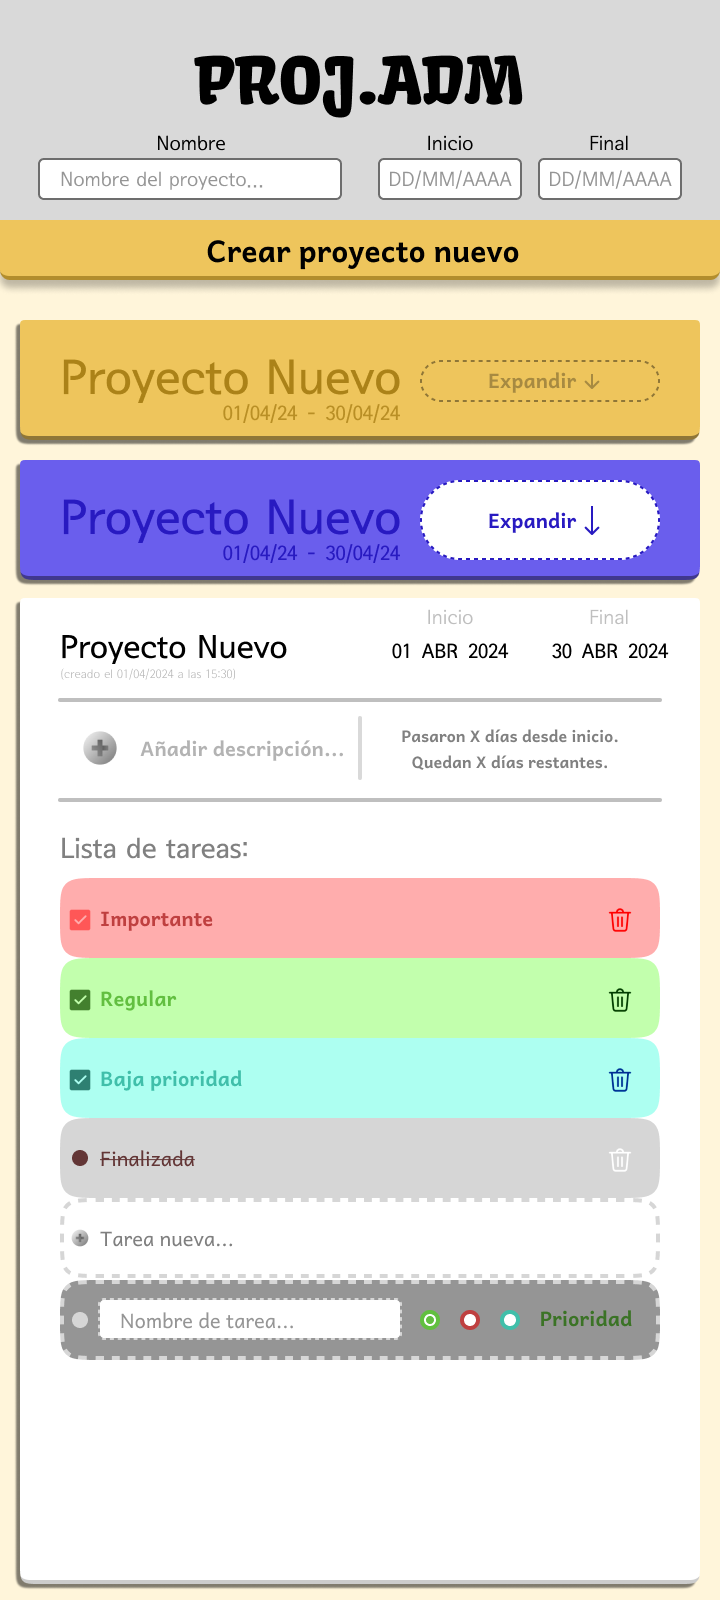 PROJ.ADM
Nombre Inicio Final
Nombre del proyecto... DD/MM/AAAA DD/MM/AAAA
Crear proyecto nuevo
Proyecto Nuevo Expandir ↓
01/04/24 - 30/04/24
Proyecto Nuevo Expandir ↓
01/04/24 - 30/04/24
Inicio Final
Proyecto Nuevo 01 ABR 2024 30 ABR 2024
(creado el 01/04/2024 a las 15:30)
Añadir descripción... Pasaron X días desde inicio.
Quedan X días restantes.
Lista de tareas:
Importante
Regular
Baja prioridad
Finalizada
Tarea nueva...
Nombre de tarea... Prioridad